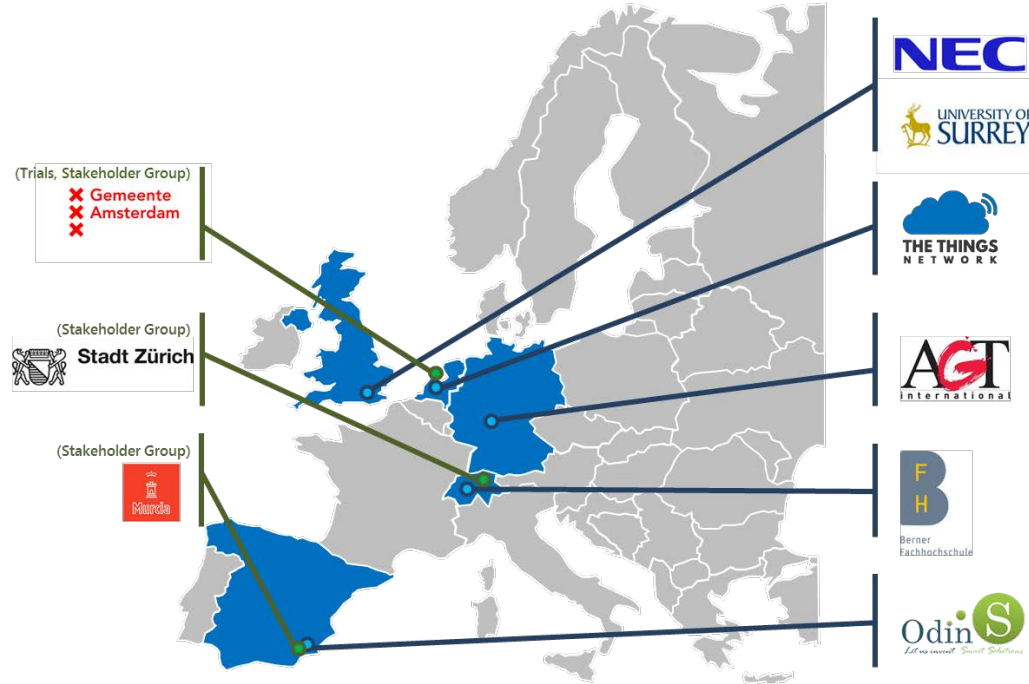 (Trials, Stakeholder Group)
Gemeente
Amsterdam
(Stakeholder Group)
Stadt Zürich
(Stakeholder Group)
Murcia
NEC
UNIVERSITY OF
SURREY
THE THINGS
NETWORK
AGT
international
B
F
H
Berner
Fachhochschule
OdinS
Let us invent Smart Solutions